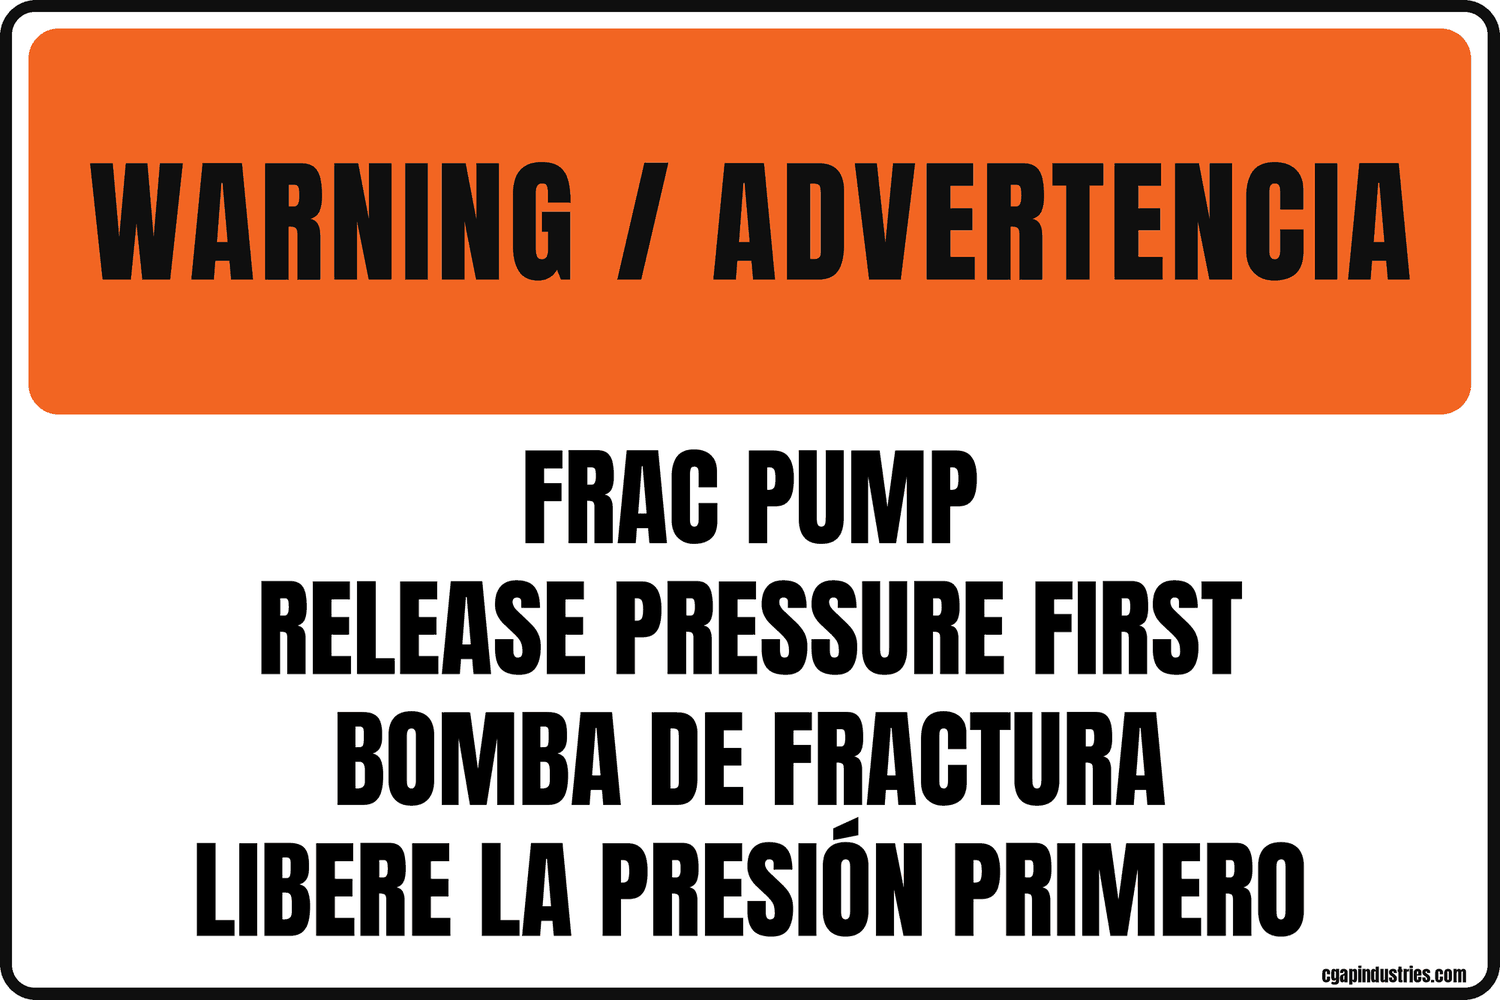 WARNING / ADVERTENCIA
FRAC PUMP
RELEASE PRESSURE FIRST
BOMBA DE FRACTURA
LIBERE LA PRESIÓN PRIMERO
cgapindustries.com